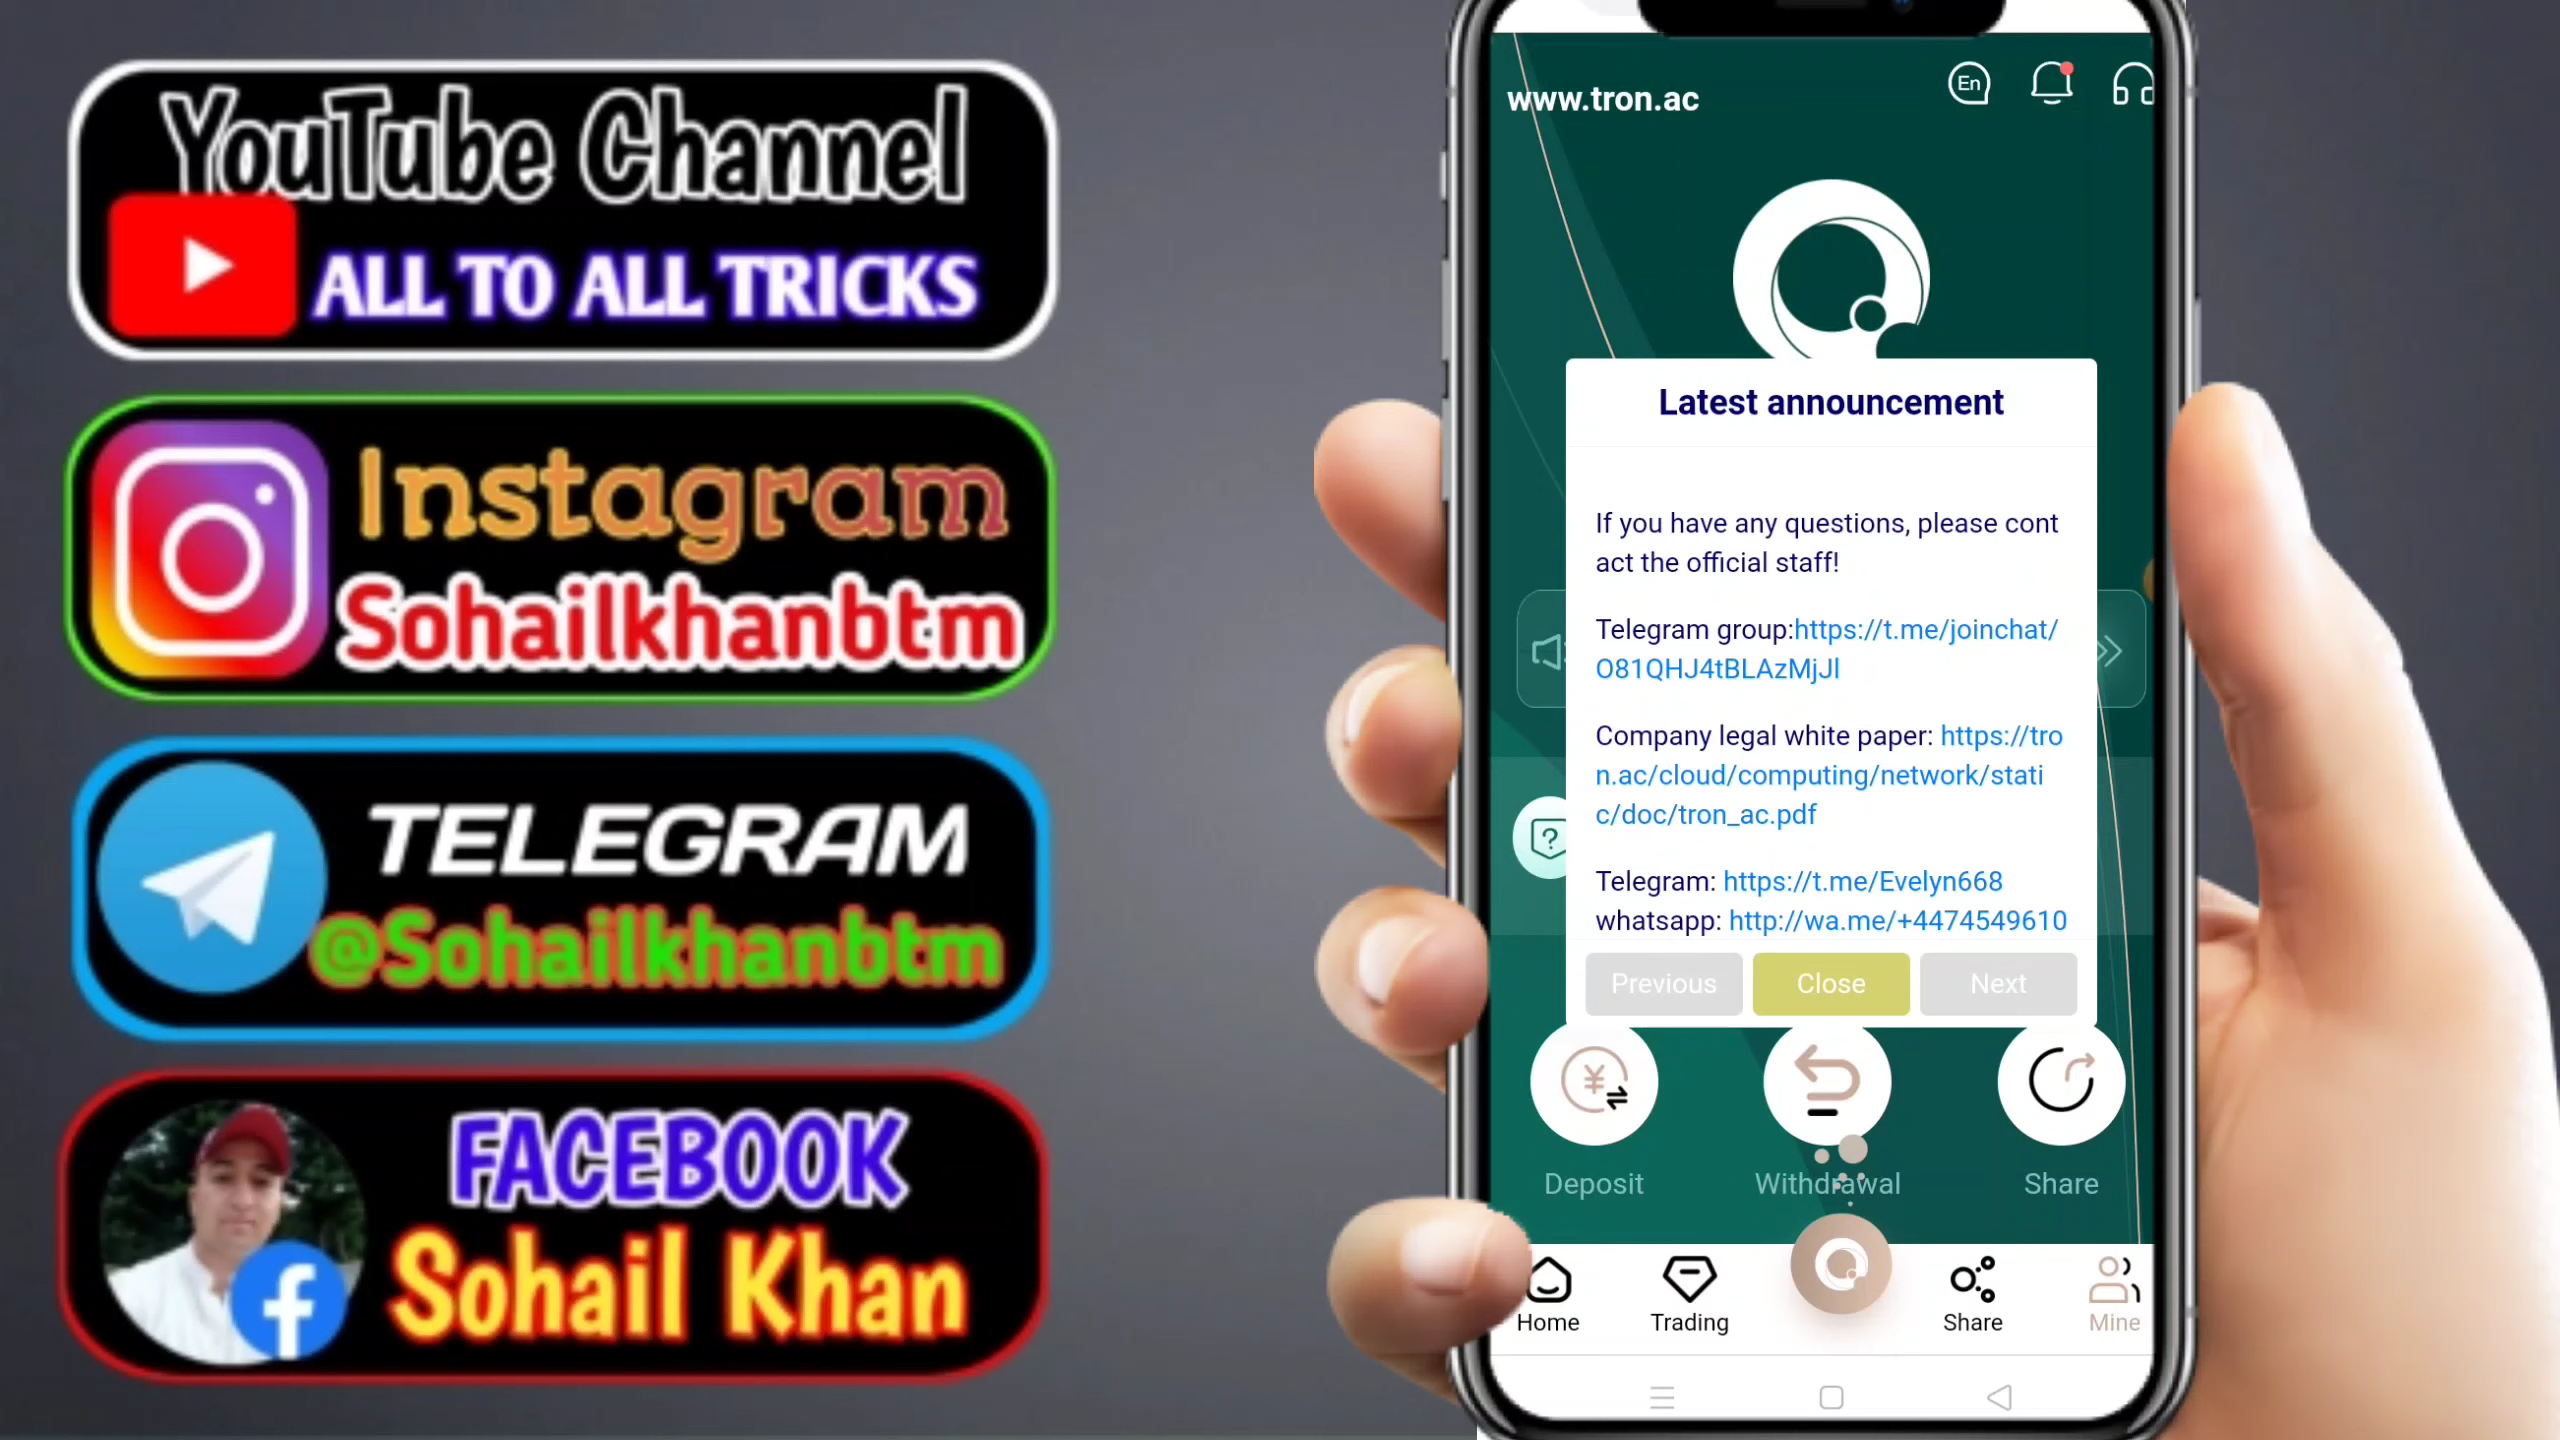 YouTube Channel
ALL TO ALL TRICKS
Instagram
Sohailkhanbtm
TELEGRAM
@Sohailkhanbtm
FACEBOOK
Sohail Khan
www.tron.ac
En
Latest announcement
If you have any questions, please cont
act the official staff!
Telegram group:https://t.me/joinchat/
O81QHJ4tBLAzMjJl
Company legal white paper: https://tro
n.ac/cloud/computing/network/stati
c/doc/tron_ac.pdf
Telegram: https://t.me/Evelyn668
whatsapp: http://wa.me/+4474549610
Previous
Close
Next
Deposit
Withdrawal
Share
Home
Trading
Share
Mine